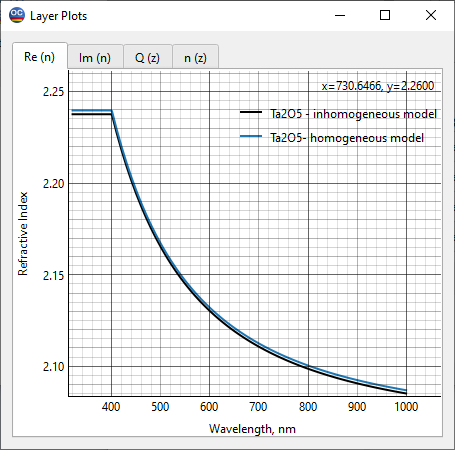 OC Layer Plots
Re (n) Im (n) Q (z) n (z)
x=730.6466, y=2.2600
2.25
Ta2O5 - inhomogeneous model
Ta2O5- homogeneous model
2.20
Refractive Index
2.15
2.10
400 500 600 700 800 900 1000
Wavelength, nm